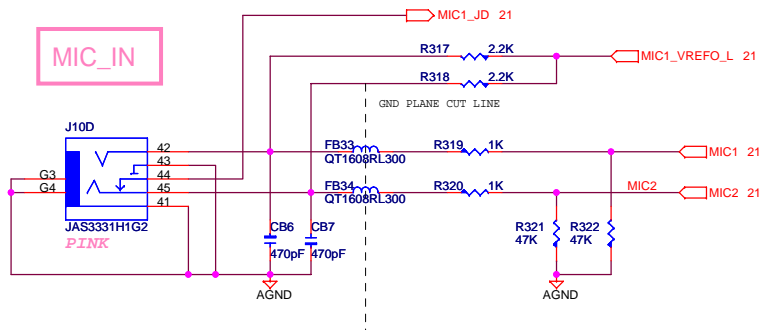 MIC1_JD 21
MIC_IN
R317 2.2K
MIC1_VREFO_L 21
R318 2.2K
GND PLANE CUT LINE
J10D
42
FB33 R319 1K
MIC1 21
QT1608RL300
43
G3 44
G4 45
FB34 R320 1K
MIC2
MIC2 21
QT1608RL300
41
JAS3331H1G2
PINK
CB6 CB7
R321 R322
47K 47K
470pF 470pF
AGND AGND